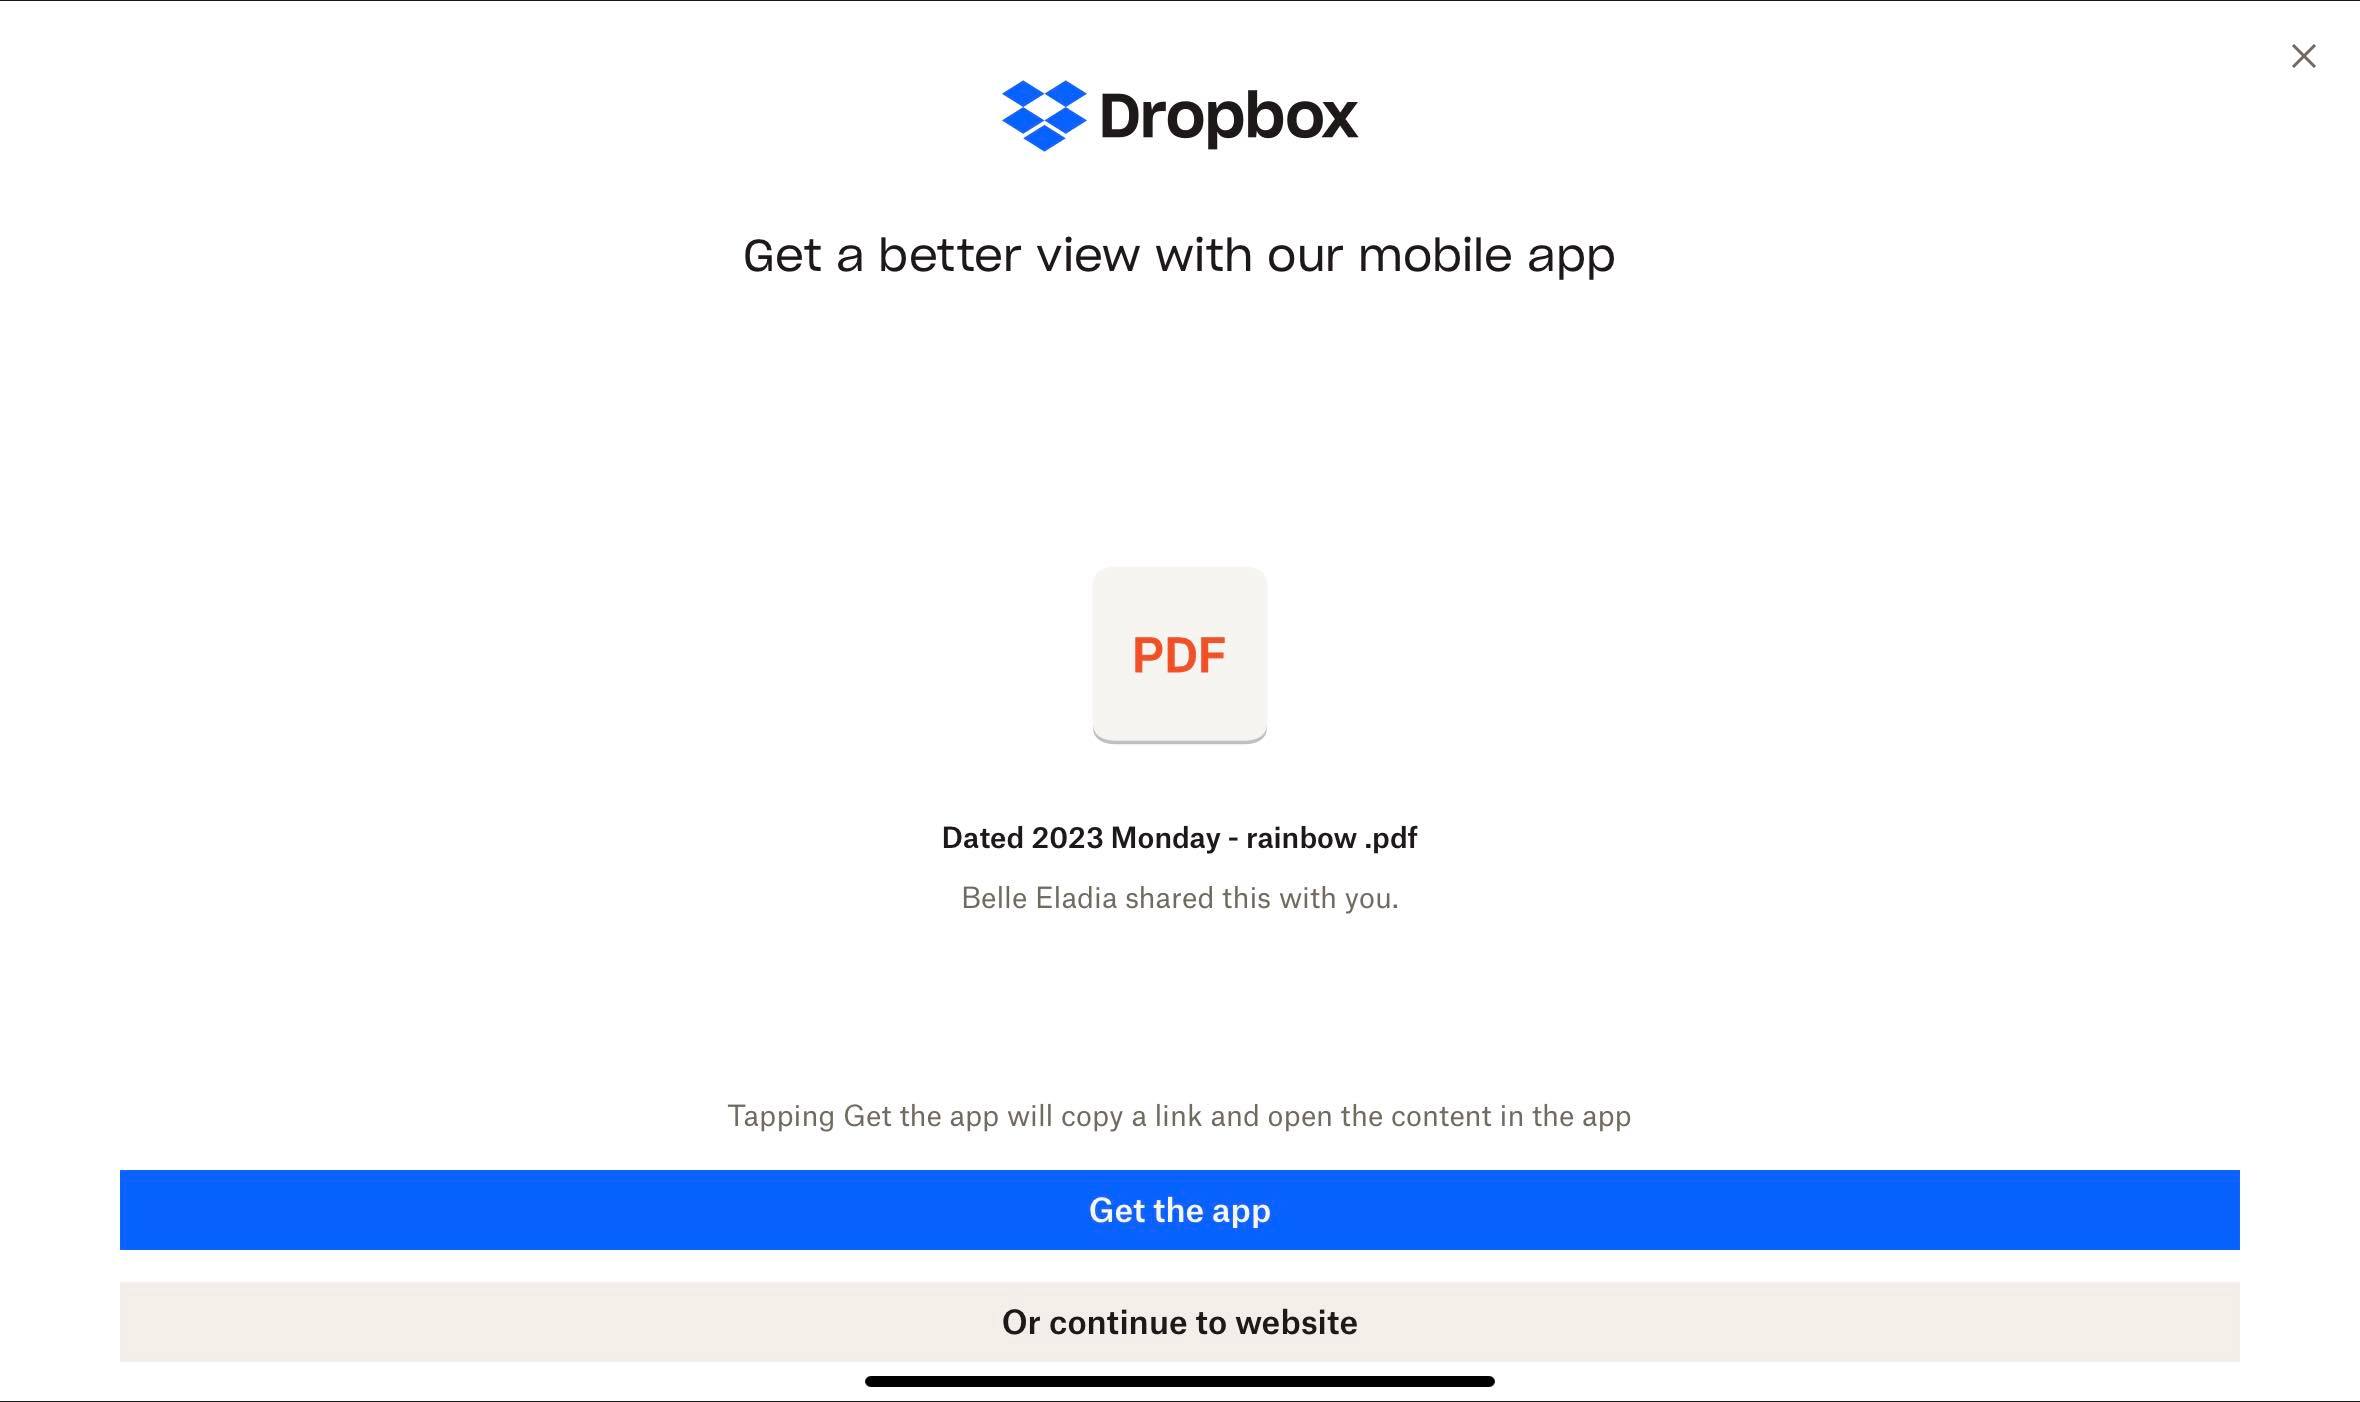 Dropbox
Get a better view with our mobile app
PDF
Dated 2023 Monday - rainbow .pdf
Belle Eladia shared this with you.
Tapping Get the app will copy a link and open the content in the app
Get the app
Or continue to website